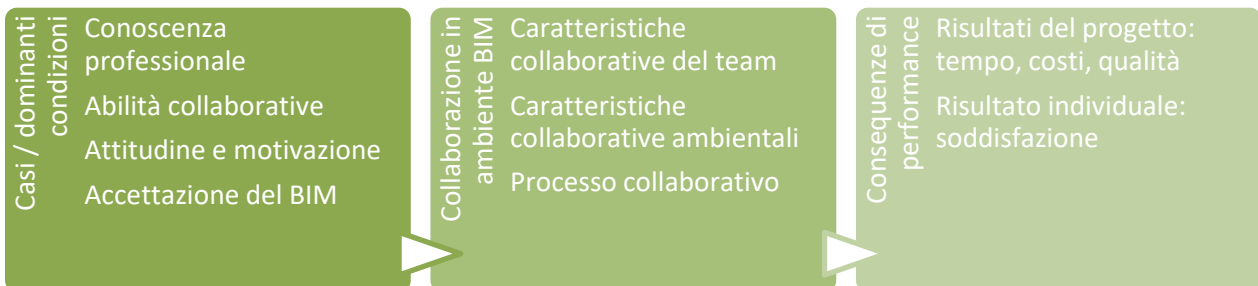 Casi / dominanti
condizioni
Conoscenza
professionale
Abilità collaborative
Attitudine e motivazione
Accettazione del BIM
Collaborazione in
ambiente BIM
Caratteristiche
collaborative del team
Caratteristiche
collaborative ambientali
Processo collaborativo
Conseguenze di
performance
Risultati del progetto:
tempo, costi, qualità
Risultato individuale:
soddisfazione